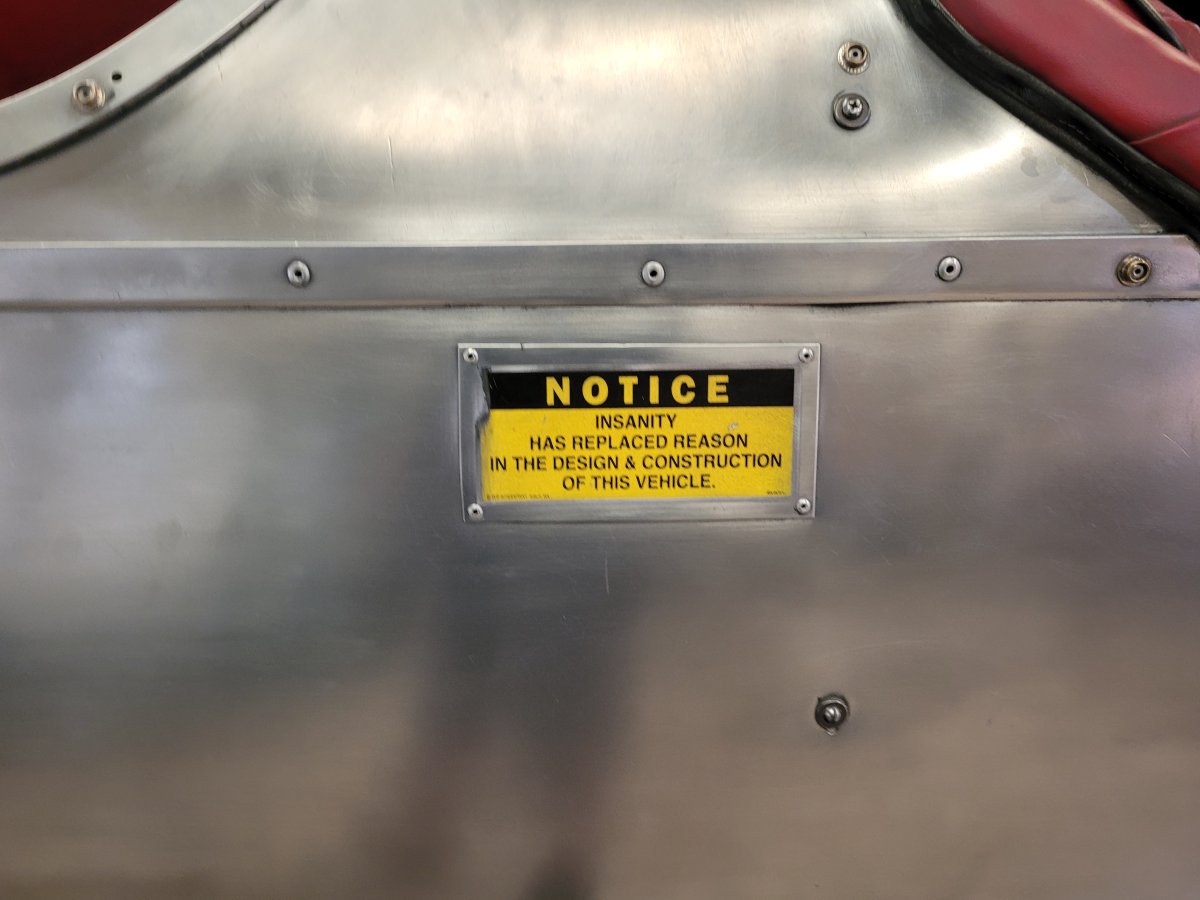 NOTICE
INSANITY
HAS REPLACED REASON
IN THE DESIGN & CONSTRUCTION
OF THIS VEHICLE.